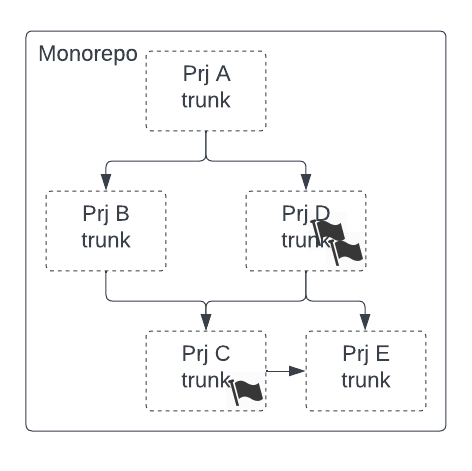 Monorepo
Prj A
trunk
Prj B
trunk
Prj D
trunk
Prj C
trunk
Prj E
trunk